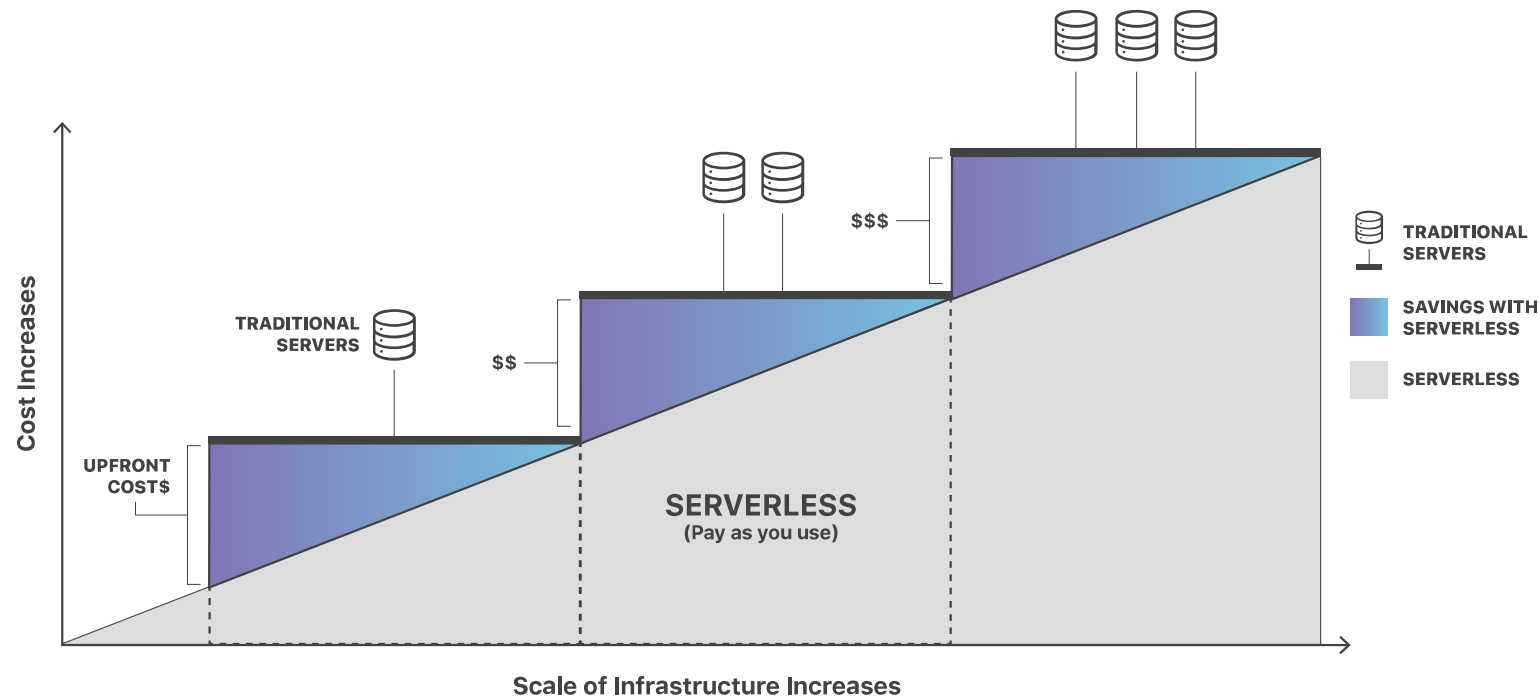 $$$
TRADITIONAL
SERVERS
SAVINGS WITH
SERVERLESS
SERVERLESS
TRADITIONAL
SERVERS
$$
UPFRONT
COST$
SERVERLESS
(Pay as you use)
Cost Increases
Scale of Infrastructure Increases